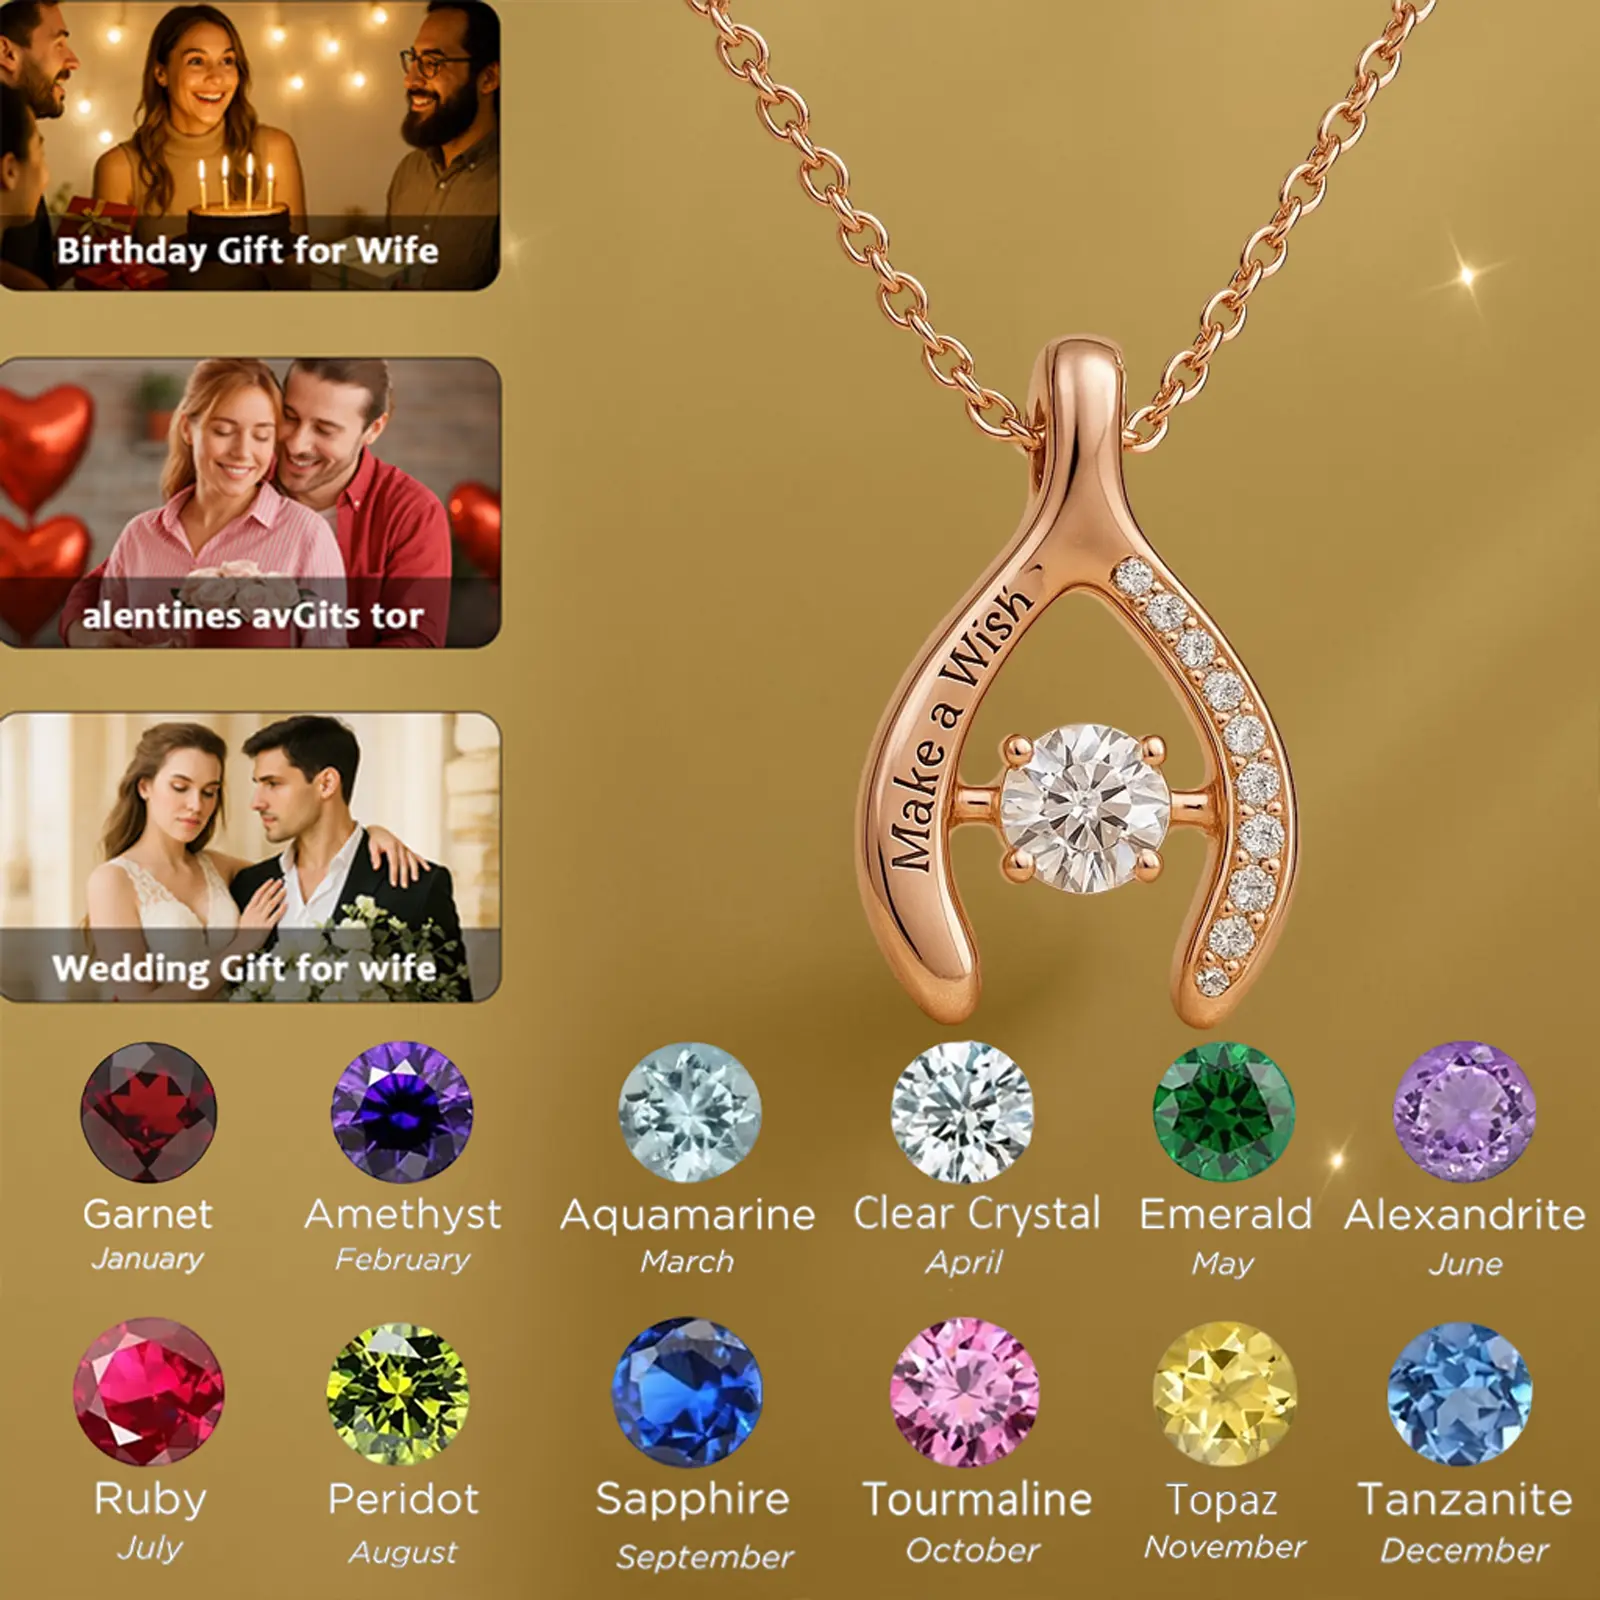 Birthday Gift for Wife
alentines avGits tor
Wedding Gift for wife
Make a Wish
Garnet
January
Amethyst
February
Aquamarine
March
Clear Crystal
April
Emerald
May
Alexandrite
June
Ruby
July
Peridot
August
Sapphire
September
Tourmaline
October
Topaz
November
Tanzanite
December